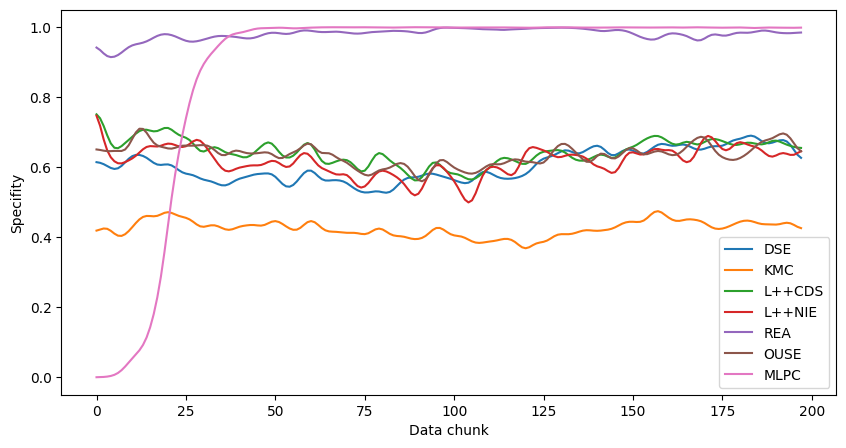 1.0
0.8
0.6
0.4
0.2
0.0
Specifity
0 25 50 75 100 125 150 175 200
Data chunk
DSE
KMC
L++CDS
L++NIE
REA
OUSE
MLPC